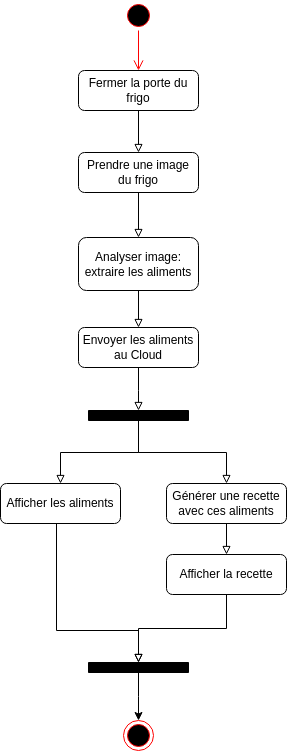 Fermer la porte du
frigo
Prendre une image
du frigo
Analyser image:
extraire les aliments
Envoyer les aliments
au Cloud
Afficher les aliments
Générer une recette
avec ces aliments
Afficher la recette